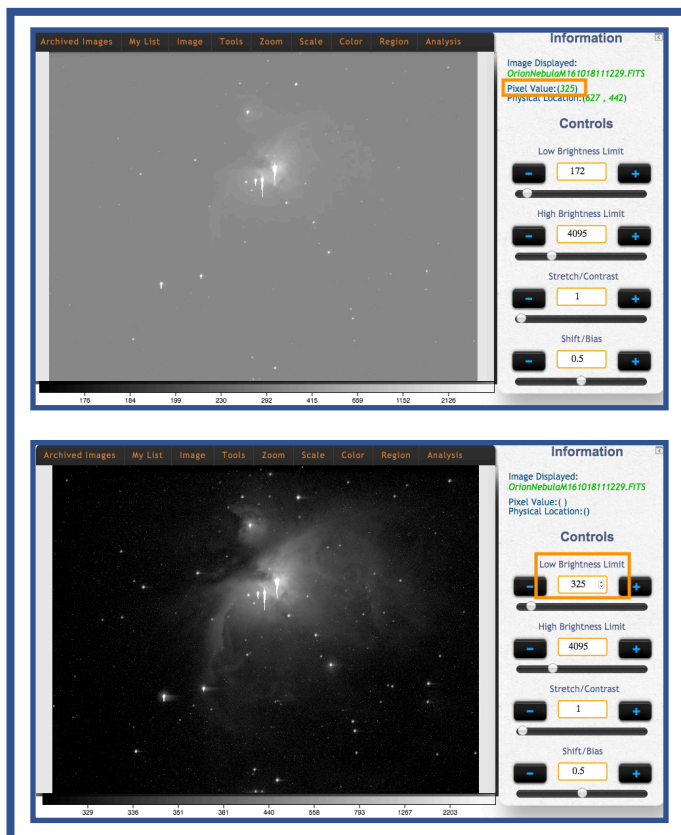 Archived Images My List Image Tools Zoom Scale Color Region Analysis
Information
Image Displayed:
OrionNebulaM161018111229.FITS
Pixel Value:(325)
Physical Location:(627 , 442)
Controls
Low Brightness Limit
- 172 +
High Brightness Limit
- 4095 +
Stretch/Contrast
- 1 +
Shift/Bias
- 0.5 +
176 184 199 230 292 415 659 1152 2126
Archived Images My List Image Tools Zoom Scale Color Region Analysis
Information
Image Displayed:
OrionNebulaM161018111229.FITS
Pixel Value:( )
Physical Location:()
Controls
Low Brightness Limit
- 325 +
High Brightness Limit
- 4095 +
Stretch/Contrast
- 1 +
Shift/Bias
- 0.5 +
329 336 351 381 440 558 793 1267 2203